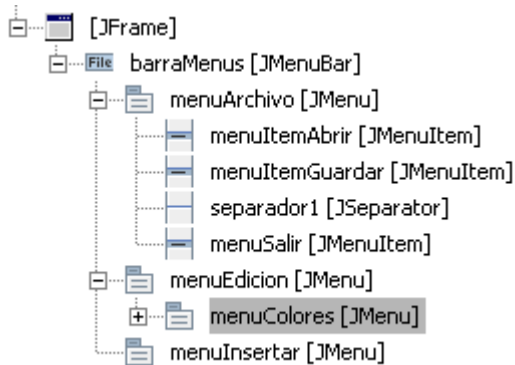 [JFrame]
File barraMenus [JMenuBar]
menuArchivo [JMenu]
menuItemAbrir [JMenuItem]
menuItemGuardar [JMenuItem]
separador1 [JSeparator]
menuSalir [JMenuItem]
menuEdicion [JMenu]
menuColores [JMenu]
menuInsertar [JMenu]